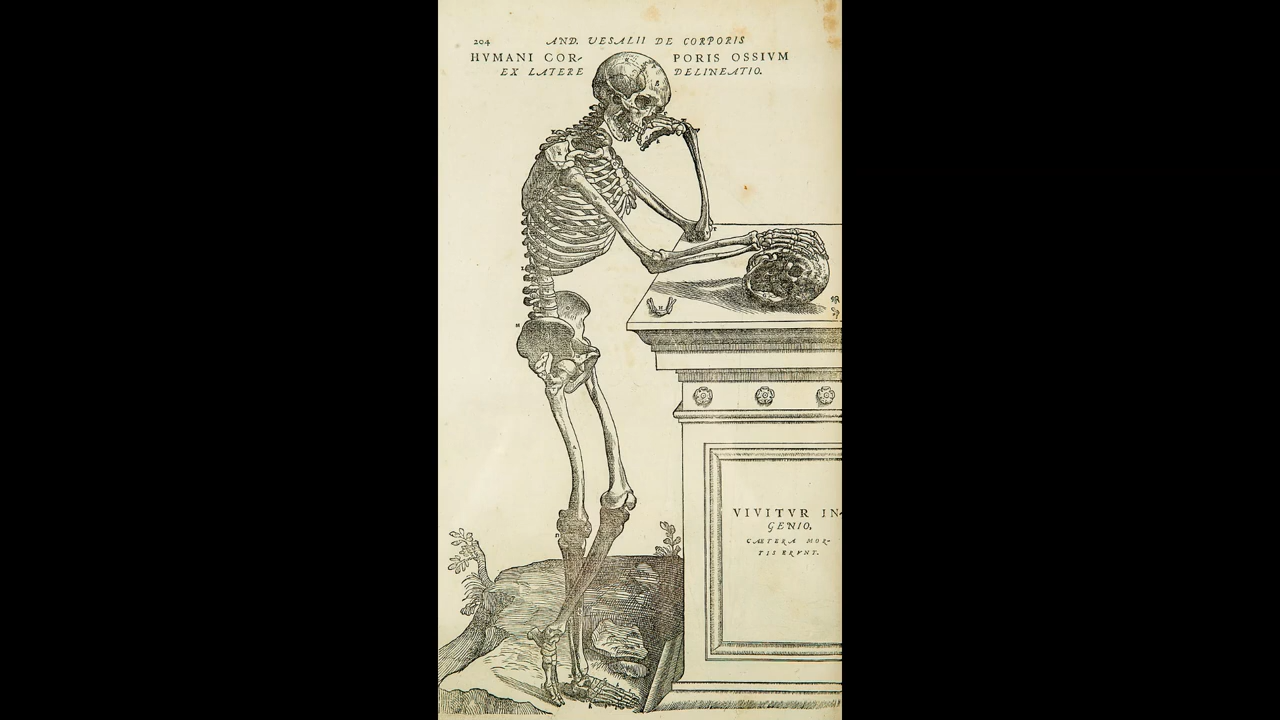 204 AND. VESALII DE CORPORIS
HVMANI COR- PORIS OSSIVM
EX LATERE DELINEATIO.
VIVITVR IN-
GENIO,
CAETERA MOR-
TIS ERVNT.